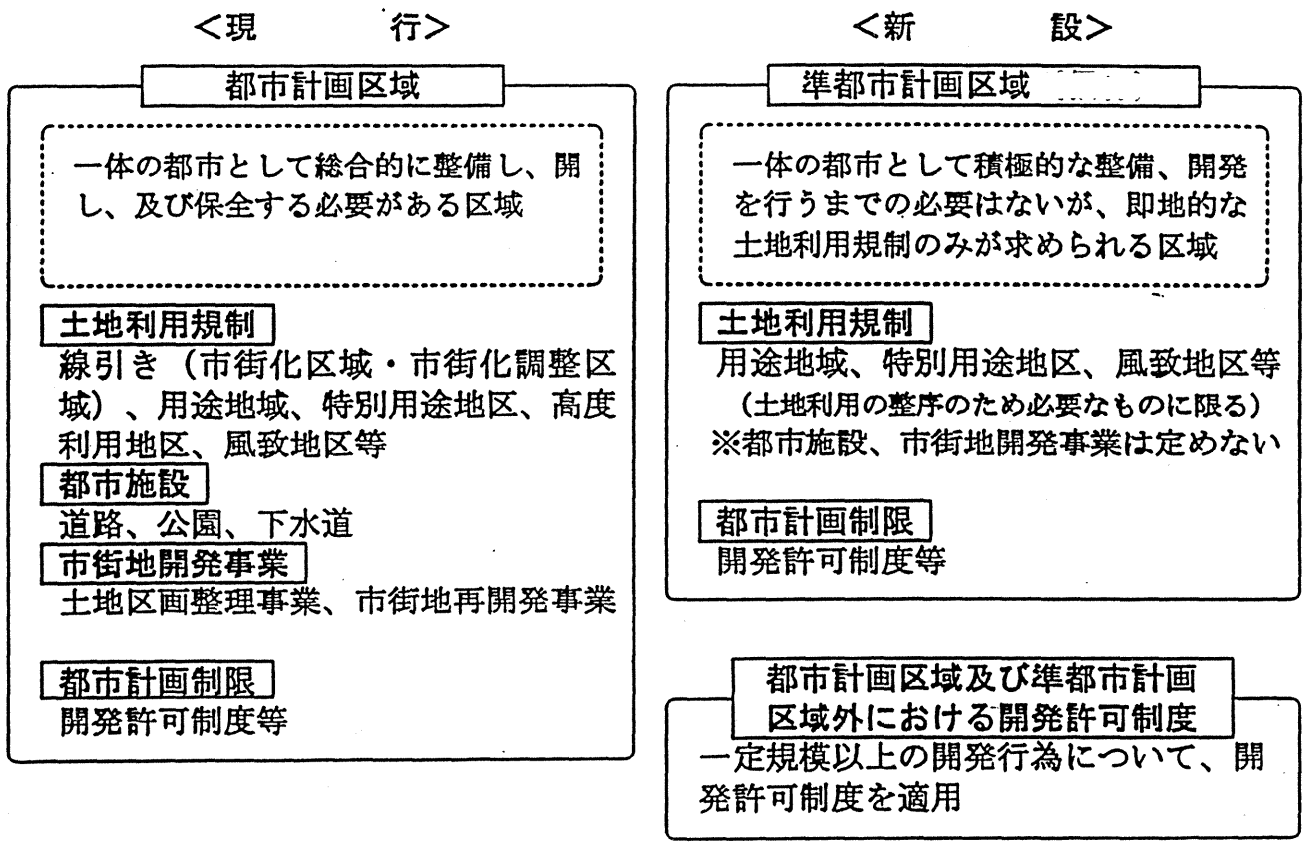 ＜現　　　行＞
都市計画区域
一体の都市として総合的に整備し、開
し、及び保全する必要がある区域
土地利用規制
線引き（市街化区域・市街化調整区
域）、用途地域、特別用途地区、高度
利用地区、風致地区等
都市施設
道路、公園、下水道
市街地開発事業
土地区画整理事業、市街地再開発事業
都市計画制限
開発許可制度等
＜新　　　設＞
準都市計画区域
一体の都市として積極的な整備、開発
を行うまでの必要はないが、即地的な
土地利用規制のみが求められる区域
土地利用規制
用途地域、特別用途地区、風致地区等
（土地利用の整序のため必要なものに限る）
※都市施設、市街地開発事業は定めない
都市計画制限
開発許可制度等
都市計画区域及び準都市計画
区域外における開発許可制度
一定規模以上の開発行為について、開
発許可制度を適用